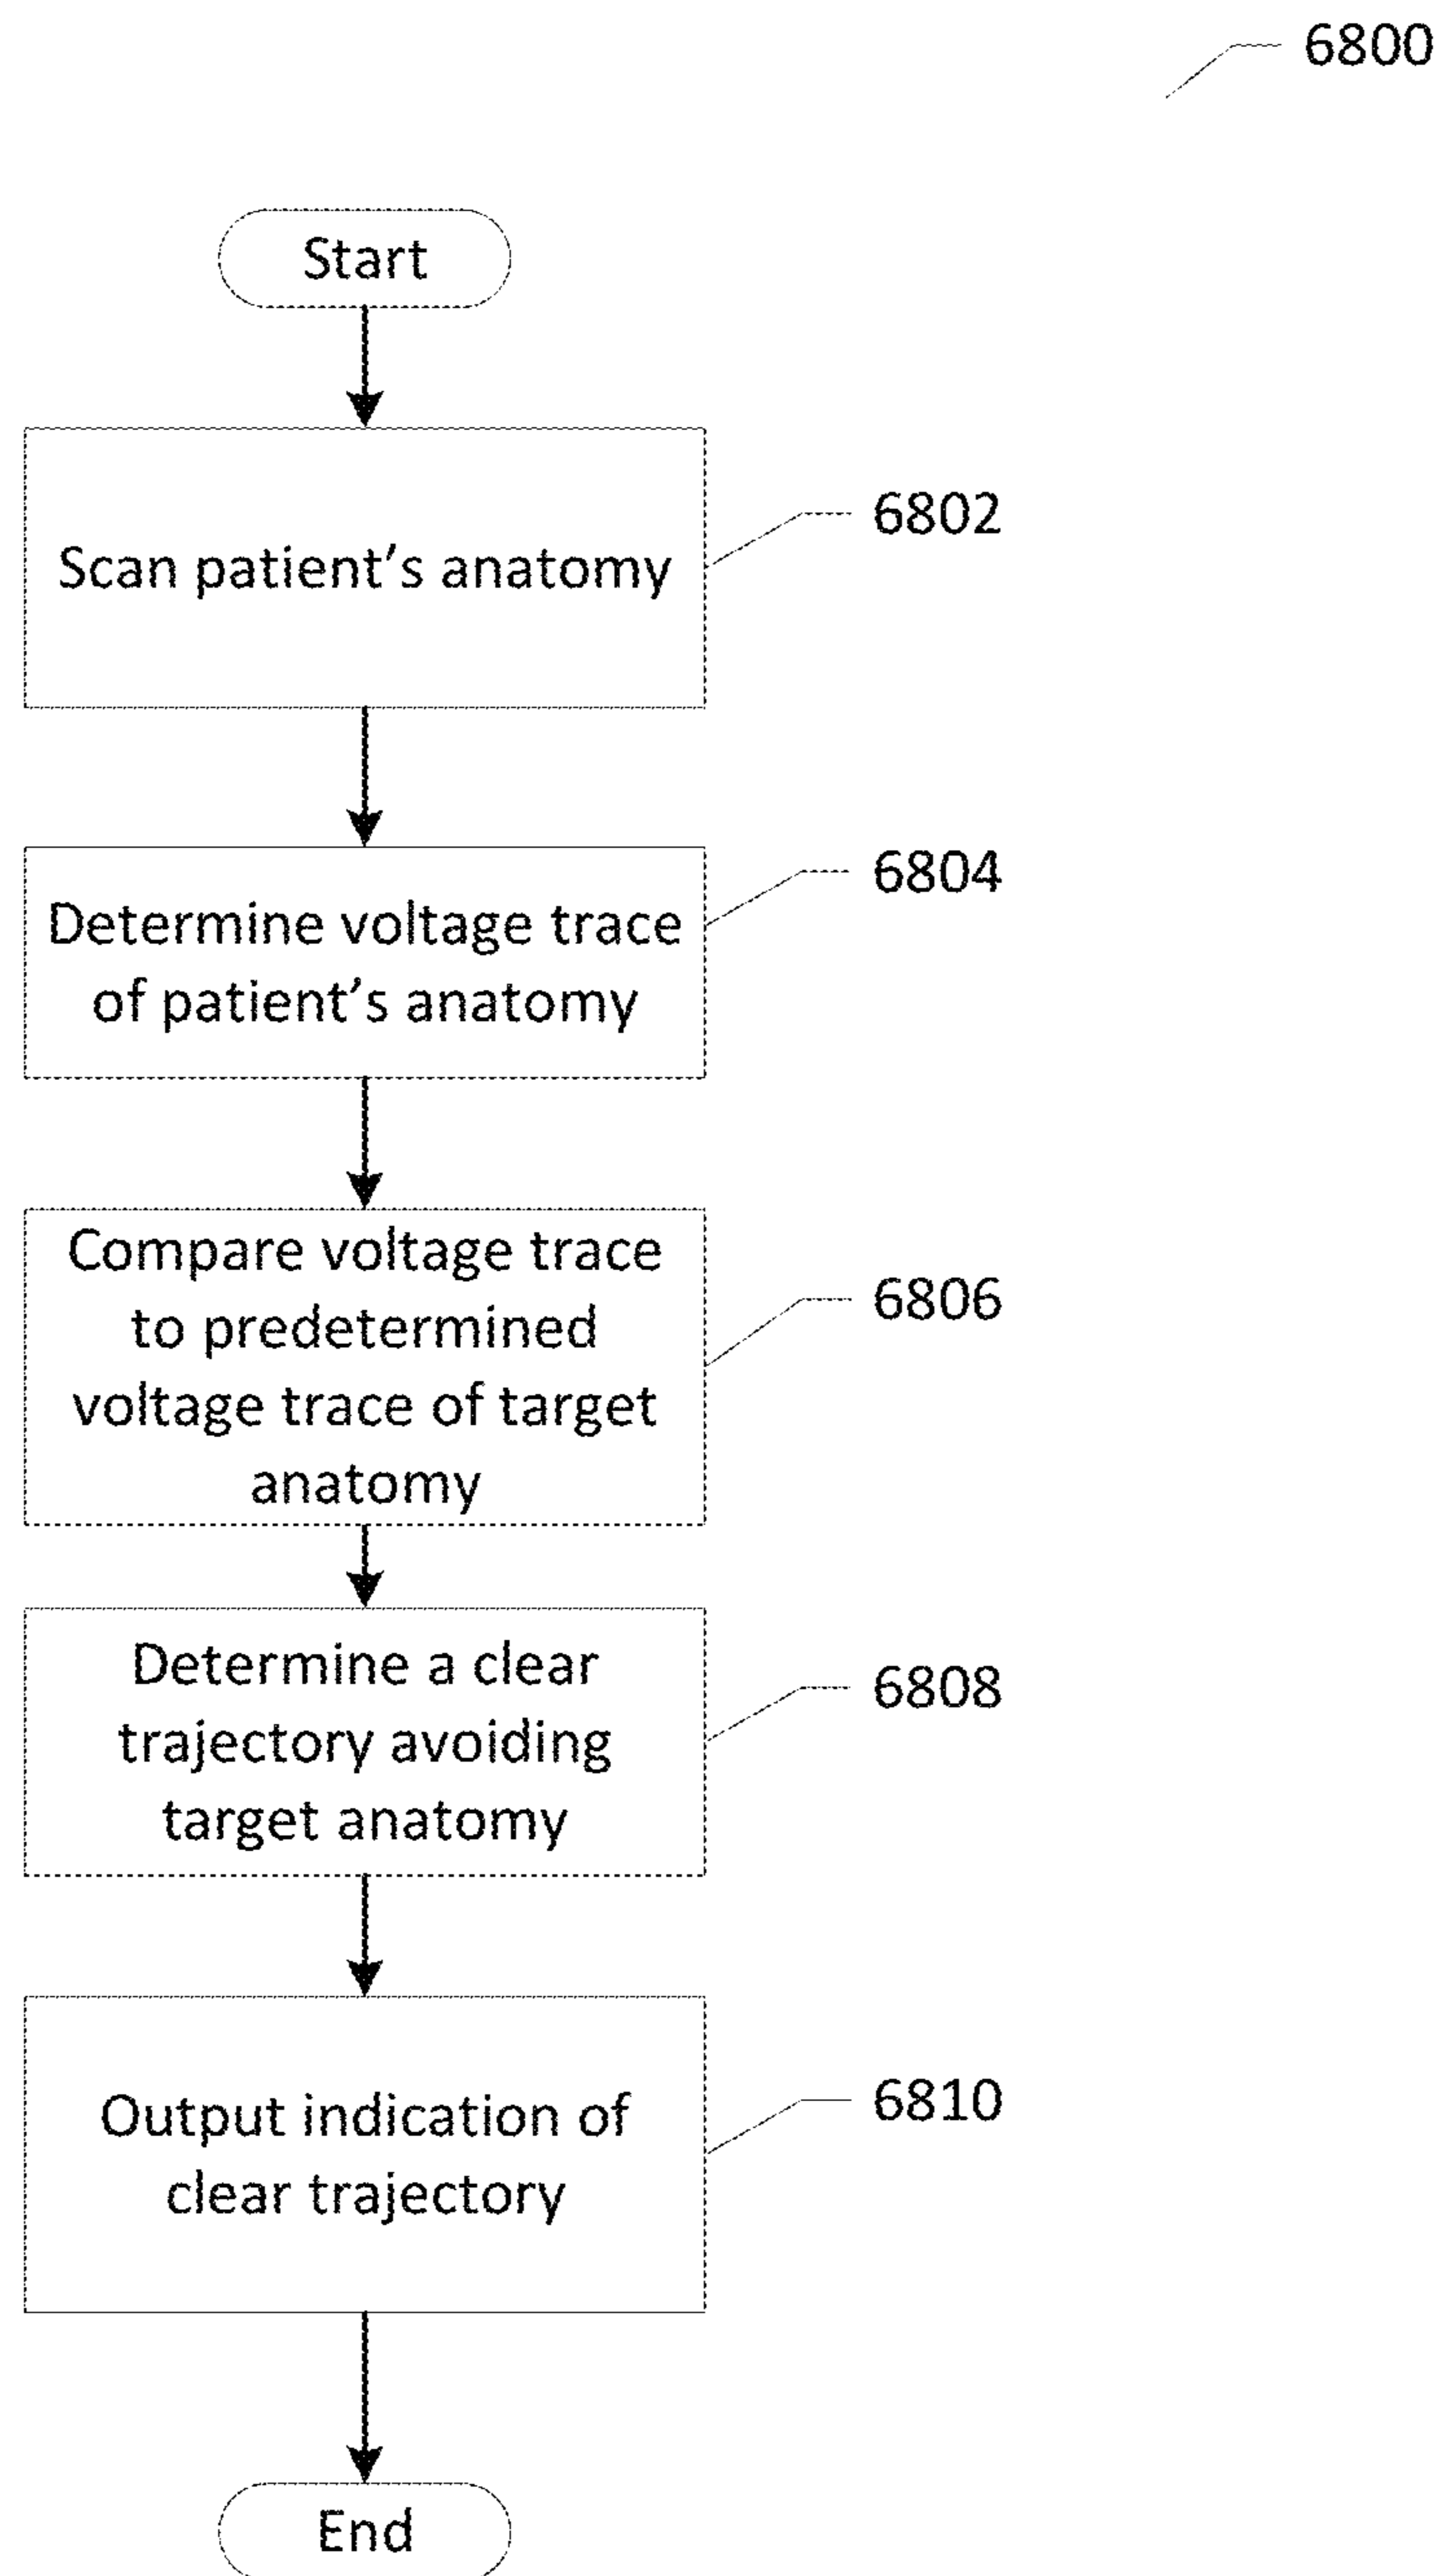 6800
Start
Scan patient’s anatomy
6802
Determine voltage trace
of patient’s anatomy
6804
Compare voltage trace
to predetermined
voltage trace of target
anatomy
6806
Determine a clear
trajectory avoiding
target anatomy
6808
Output indication of
clear trajectory
6810
End